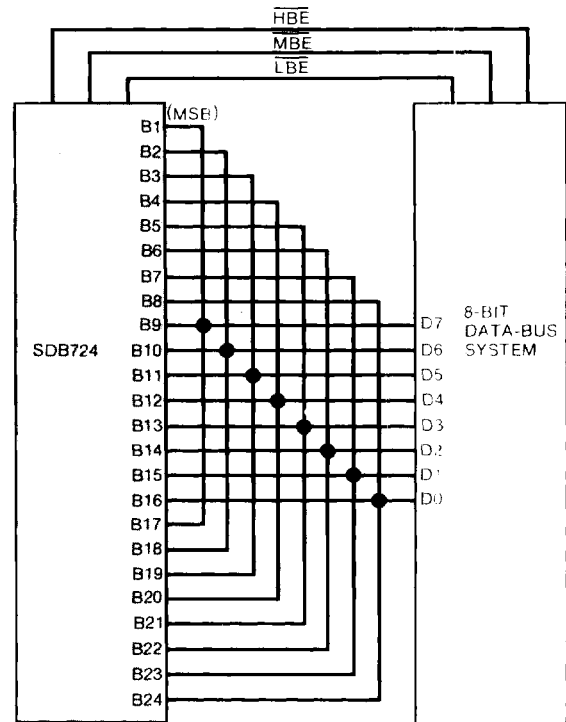 HBE
MBE
LBE
(MSB)
B1
B2
B3
B4
B5
B6
B7
B8
B9
B10
B11
B12
B13
B14
B15
B16
B17
B18
B19
B20
B21
B22
B23
B24
SDB724
D7
D6
D5
D4
D3
D2
D1
D0
8-BIT
DATA-BUS
SYSTEM